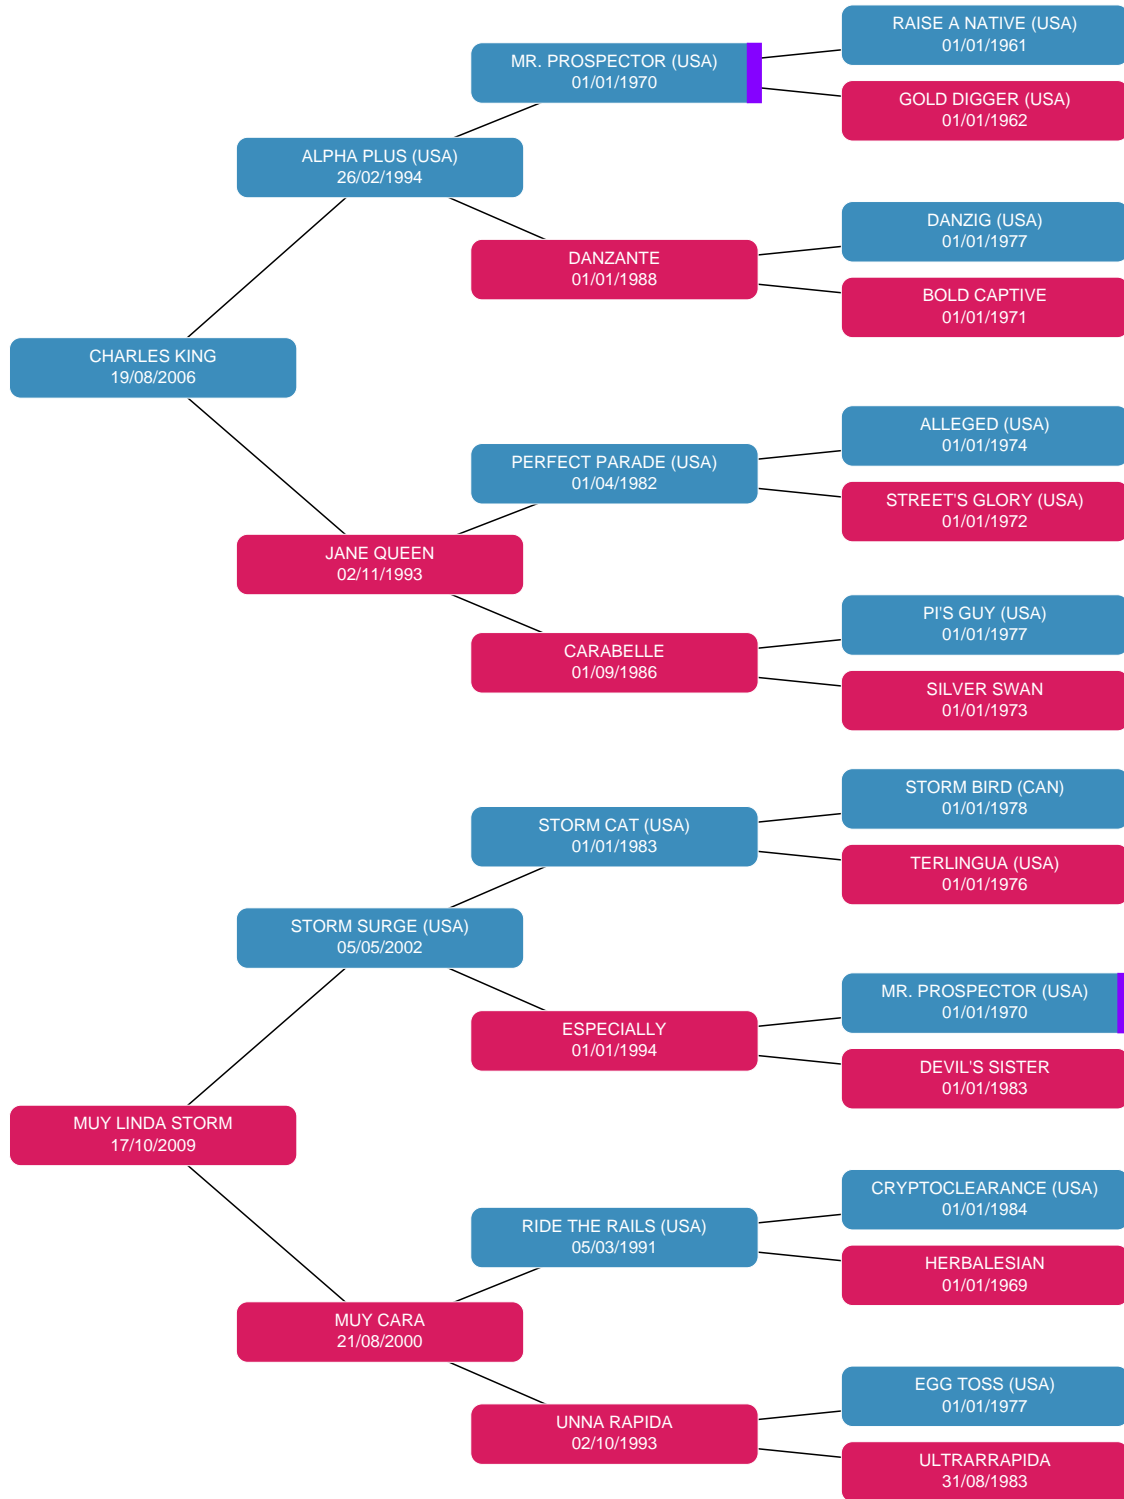 RAISE A NATIVE (USA)
01/01/1961
MR. PROSPECTOR (USA)
01/01/1970
GOLD DIGGER (USA)
01/01/1962
ALPHA PLUS (USA)
26/02/1994
DANZIG (USA)
01/01/1977
DANZANTE
01/01/1988
BOLD CAPTIVE
01/01/1971
CHARLES KING
19/08/2006
ALLEGED (USA)
01/01/1974
PERFECT PARADE (USA)
01/04/1982
STREET'S GLORY (USA)
01/01/1972
JANE QUEEN
02/11/1993
PI'S GUY (USA)
01/01/1977
CARABELLE
01/09/1986
SILVER SWAN
01/01/1973
STORM BIRD (CAN)
01/01/1978
STORM CAT (USA)
01/01/1983
TERLINGUA (USA)
01/01/1976
STORM SURGE (USA)
05/05/2002
MR. PROSPECTOR (USA)
01/01/1970
ESPECIALLY
01/01/1994
DEVIL'S SISTER
01/01/1983
MUY LINDA STORM
17/10/2009
CRYPTOCLEARANCE (USA)
01/01/1984
RIDE THE RAILS (USA)
05/03/1991
HERBALESIAN
01/01/1969
MUY CARA
21/08/2000
EGG TOSS (USA)
01/01/1977
UNNA RAPIDA
02/10/1993
ULTRARRAPIDA
31/08/1983